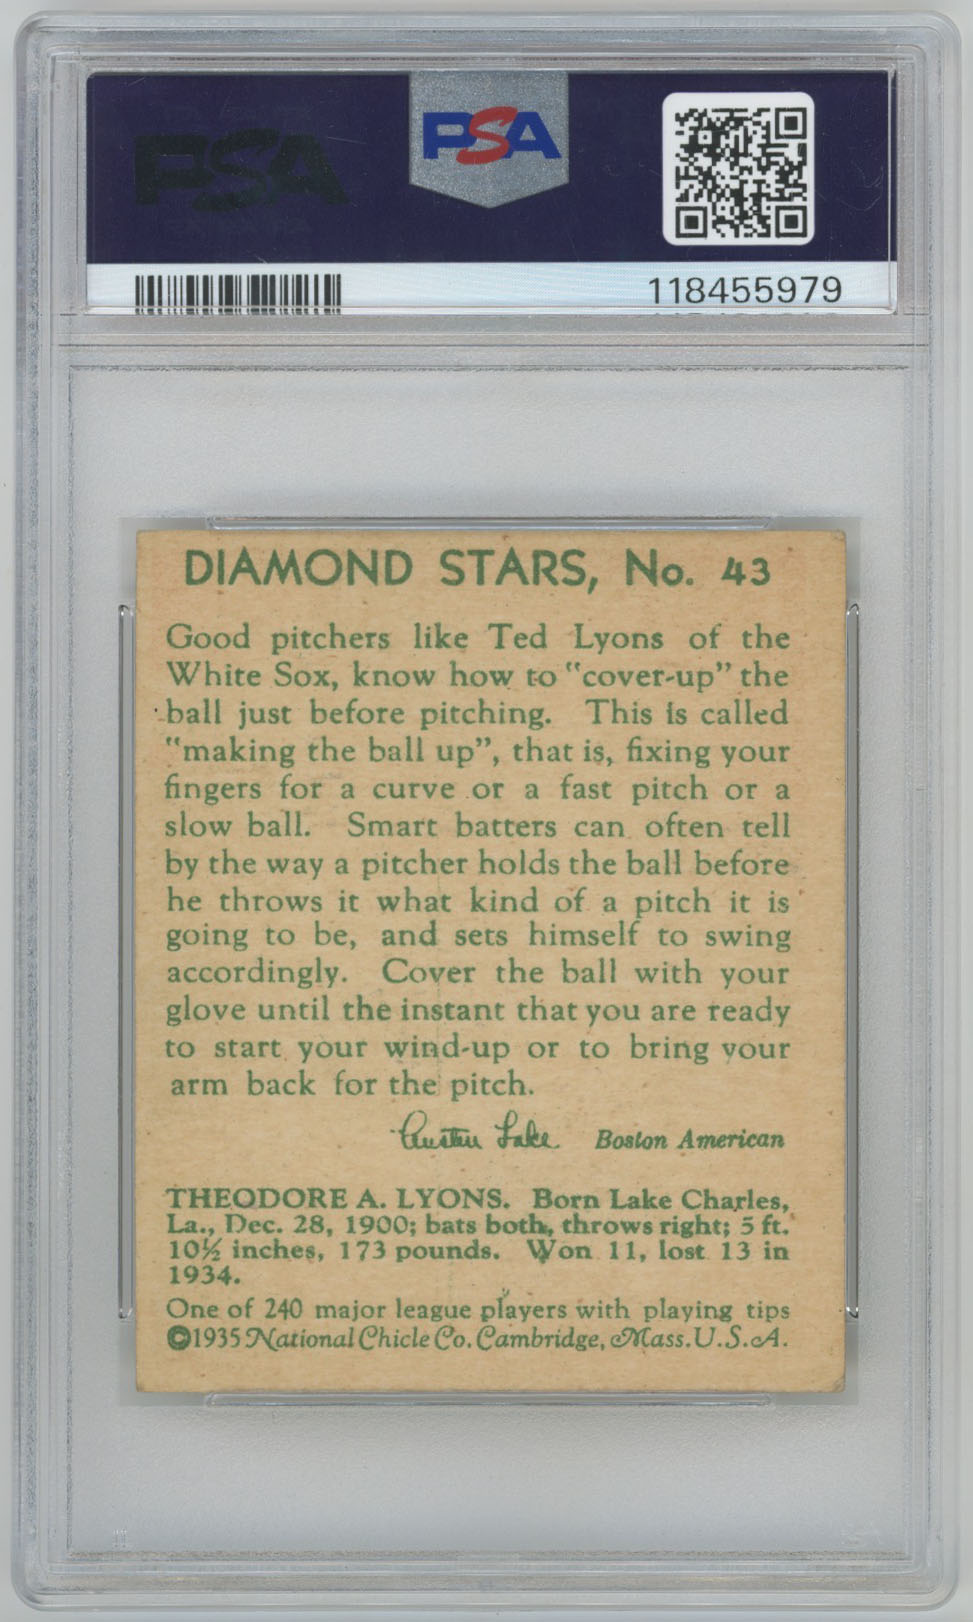 PSA
PSA
118455979
DIAMOND STARS, No. 43
Good pitchers like Ted Lyons of the
White Sox, know how to "cover-up" the
ball just before pitching. This is called
"making the ball up", that is, fixing your
fingers for a curve or a fast pitch or a
slow ball. Smart batters can often tell
by the way a pitcher holds the ball before
he throws it what kind of a pitch it is
going to be, and sets himself to swing
accordingly. Cover the ball with your
glove until the instant that you are ready
to start your wind-up or to bring your
arm back for the pitch.
Austen Lake Boston American
THEODORE A. LYONS. Born Lake Charles,
La., Dec. 28, 1900; bats both, throws right; 5 ft.
10½ inches, 173 pounds. Won 11, lost 13 in
1934.
One of 240 major league players with playing tips
©1935 National Chicle Co. Cambridge, Mass. U.S.A.